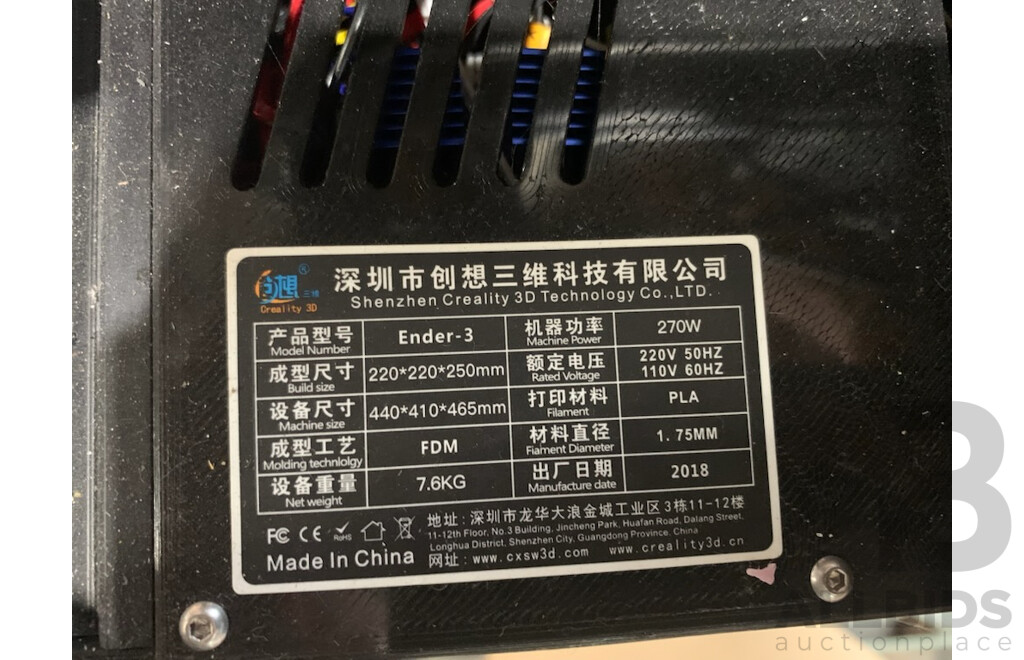 创想®三维
Creality 3D
深圳市创想三维科技有限公司
Shenzhen Creality 3D Technology Co.,LTD.
产品型号 Ender-3 机器功率 270W
Model Number Machine Power
成型尺寸 220*220*250mm 额定电压 220V 50HZ
Build size Rated Voltage 110V 60HZ
设备尺寸 440*410*465mm 打印材料 PLA
Machine size Filament
成型工艺 FDM 材料直径 1.75MM
Molding technlolgy Fiament Diameter
设备重量 7.6KG 出厂日期 2018
Net weight Manufacture date
FC CE RoHS
地址:深圳市龙华大浪金城工业区3栋11-12楼
11-12th Floor, No.3 Building, Jincheng Park, Huafan Road, Dalang Street,
Longhua District, Shenzhen City, Guangdong Province, China
Made In China
网址:www.cxsw3d.com www.creality3d.cn
B
ALLBIDS
auctionplace